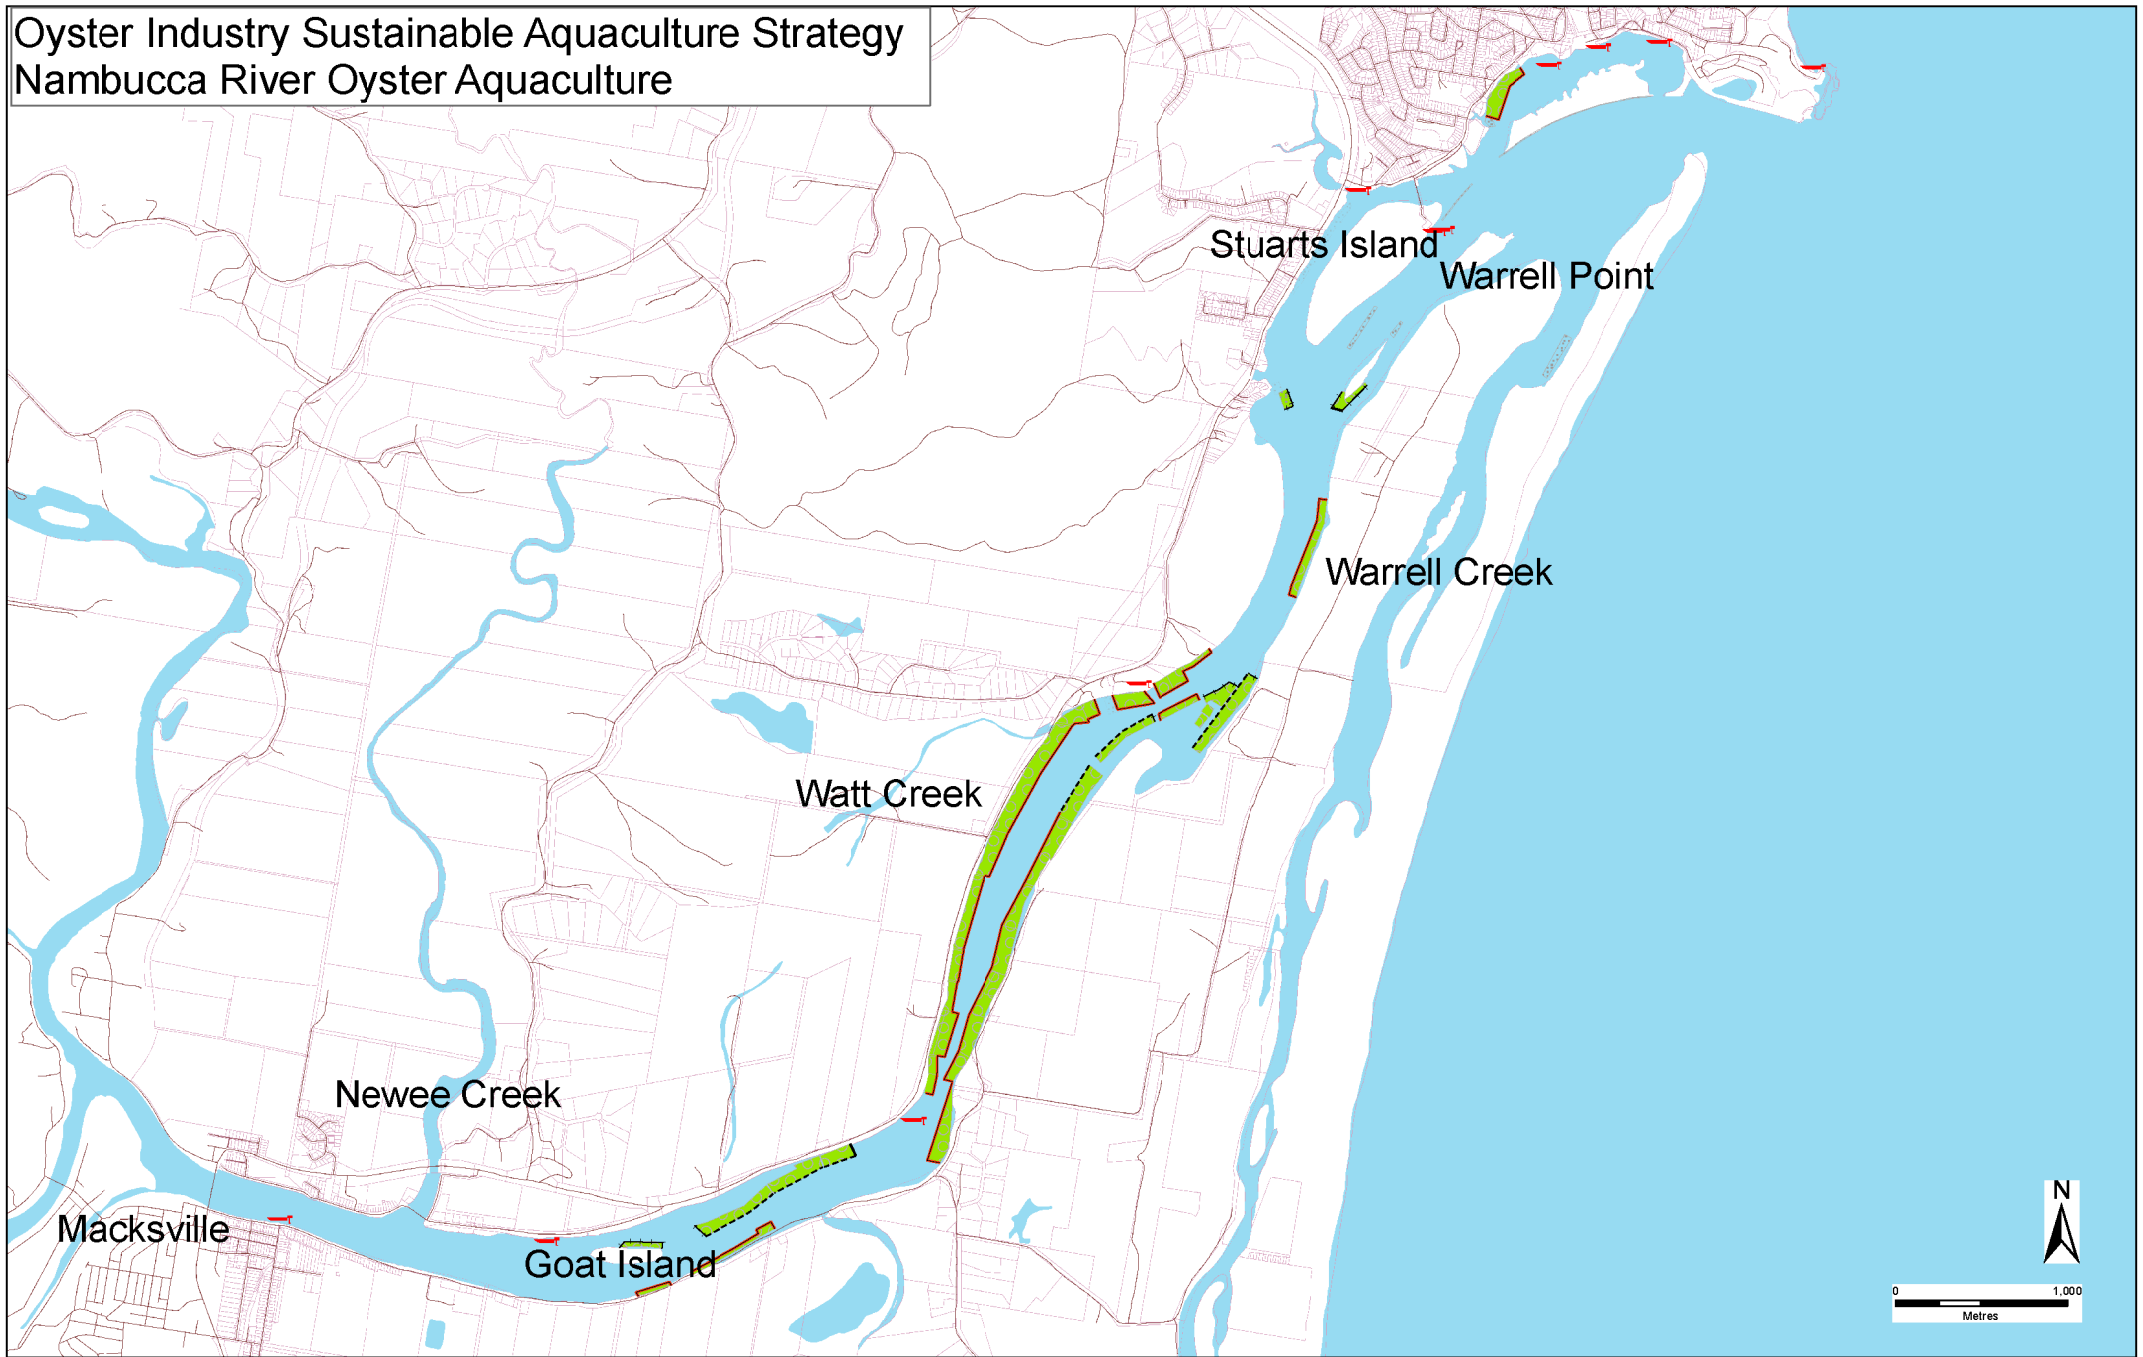 Oyster Industry Sustainable Aquaculture Strategy
Nambucca River Oyster Aquaculture
Stuarts Island
Warrell Point
Warrell Creek
Watt Creek
Newee Creek
Macksville
Goat Island
N
0 1,000
Metres